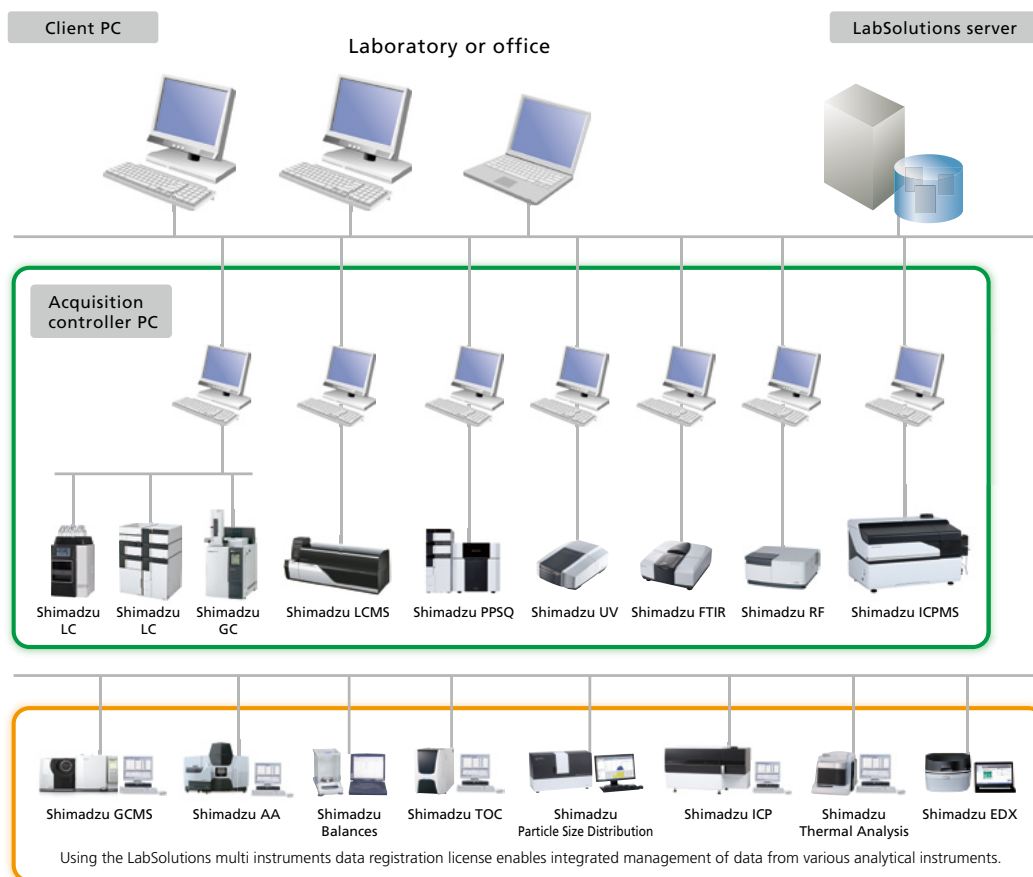 Client PC
Laboratory or office
LabSolutions server
Acquisition
controller PC
Shimadzu
LC
Shimadzu
LC
Shimadzu
GC
Shimadzu LCMS
Shimadzu PPSQ
Shimadzu UV
Shimadzu FTIR
Shimadzu RF
Shimadzu ICPMS
Shimadzu GCMS
Shimadzu AA
Shimadzu
Balances
Shimadzu TOC
Shimadzu
Particle Size Distribution
Shimadzu ICP
Shimadzu
Thermal Analysis
Shimadzu EDX
Using the LabSolutions multi instruments data registration license enables integrated management of data from various analytical instruments.